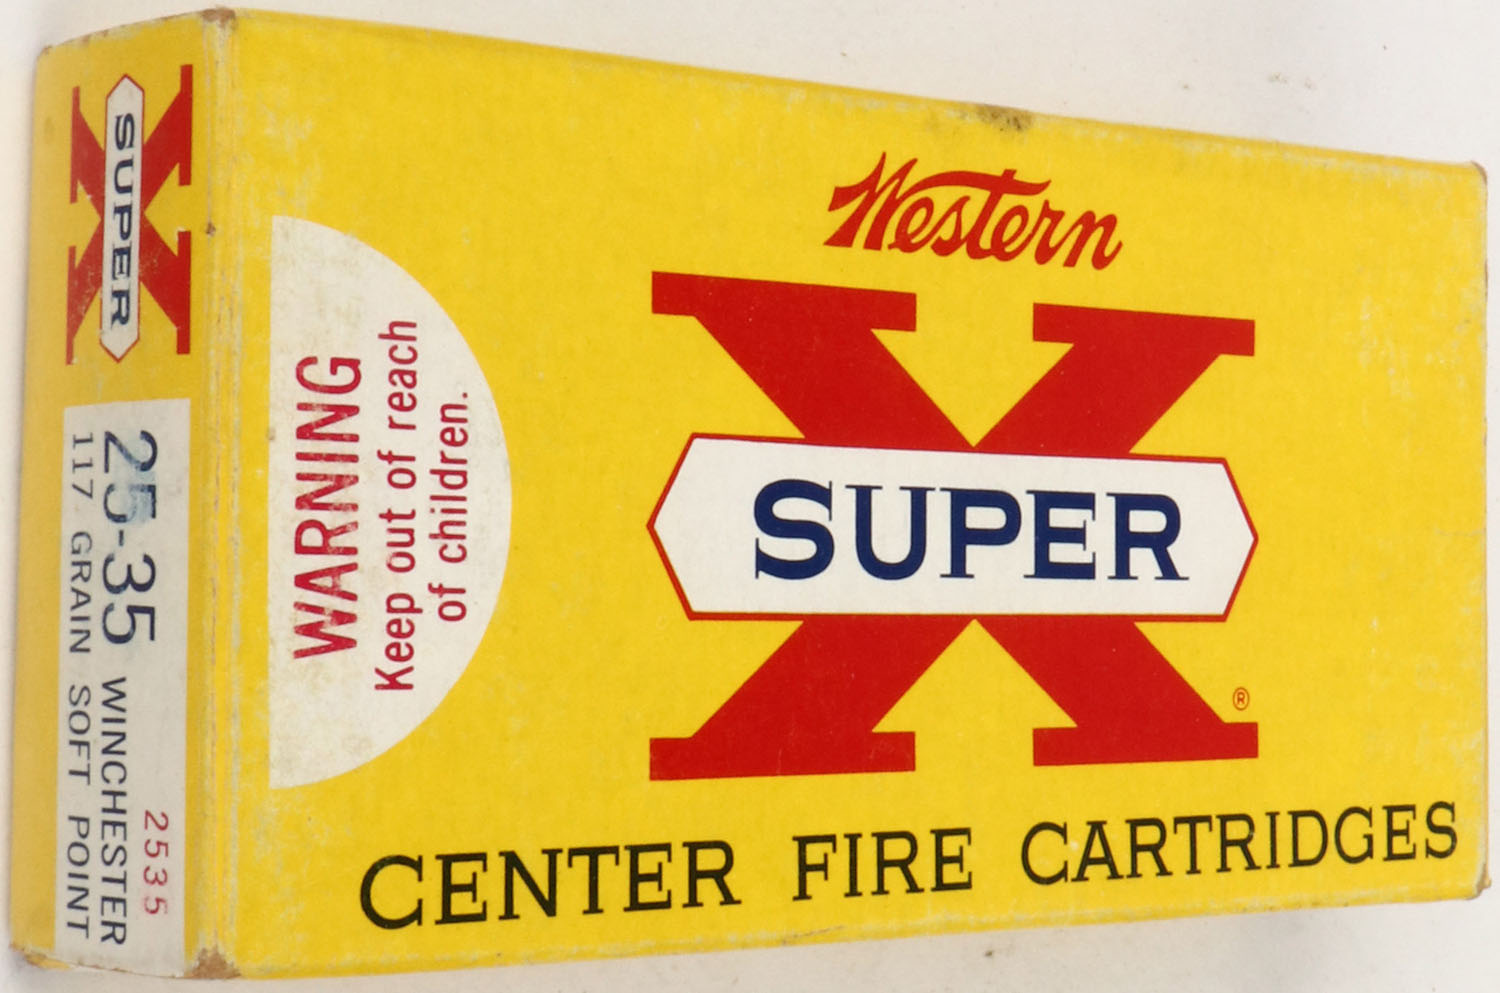 Western
SUPER X
®
CENTER FIRE CARTRIDGES
WARNING
Keep out of reach
of children.
SUPER X
2535
25-35 WINCHESTER
117 GRAIN SOFT POINT